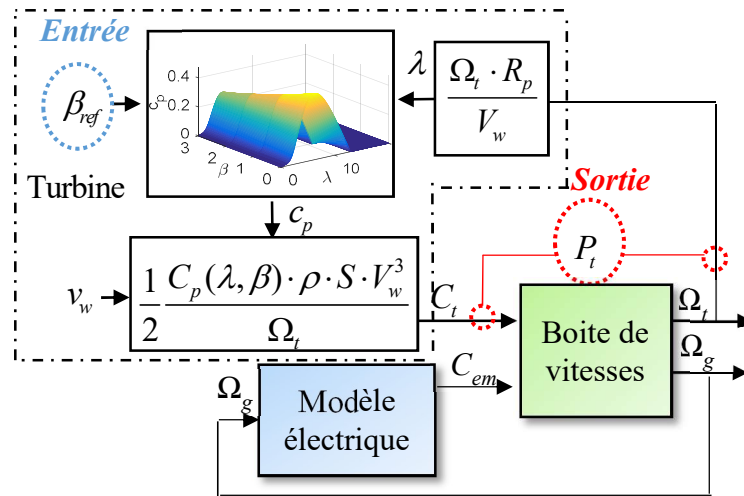 Entrée
β_ref
c_p
0.4
0.2
0
3
2
1
0
β
0
10
λ
λ
Ω_t · R_p
V_w
Turbine
c_p
Sortie
P_t
v_w
1/2 C_p(λ, β) · ρ · S · V_w^3
Ω_t
C_t
Boite de
vitesses
Ω_t
Ω_g
C_em
Ω_g
Modèle
électrique